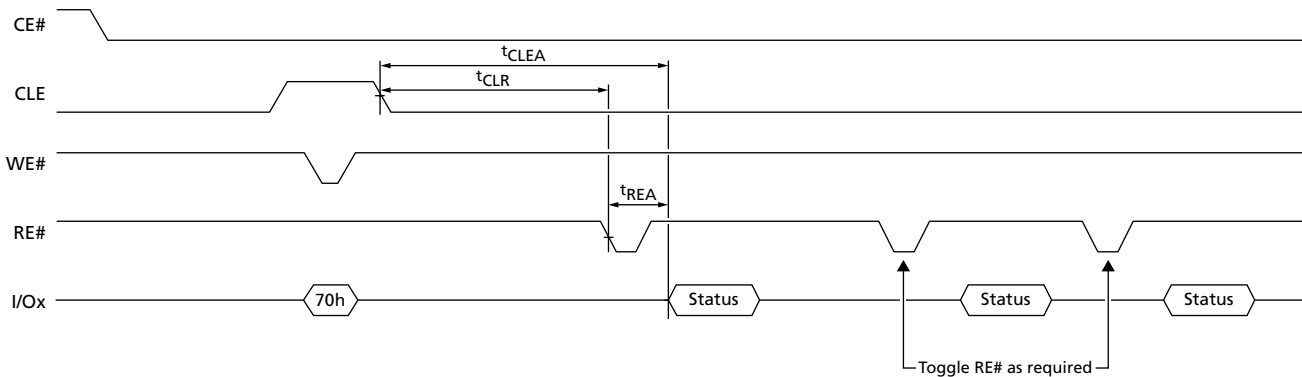 CE#
tCLEA
tCLR
CLE
WE#
tREA
RE#
I/Ox 70h Status Status Status
Toggle RE# as required